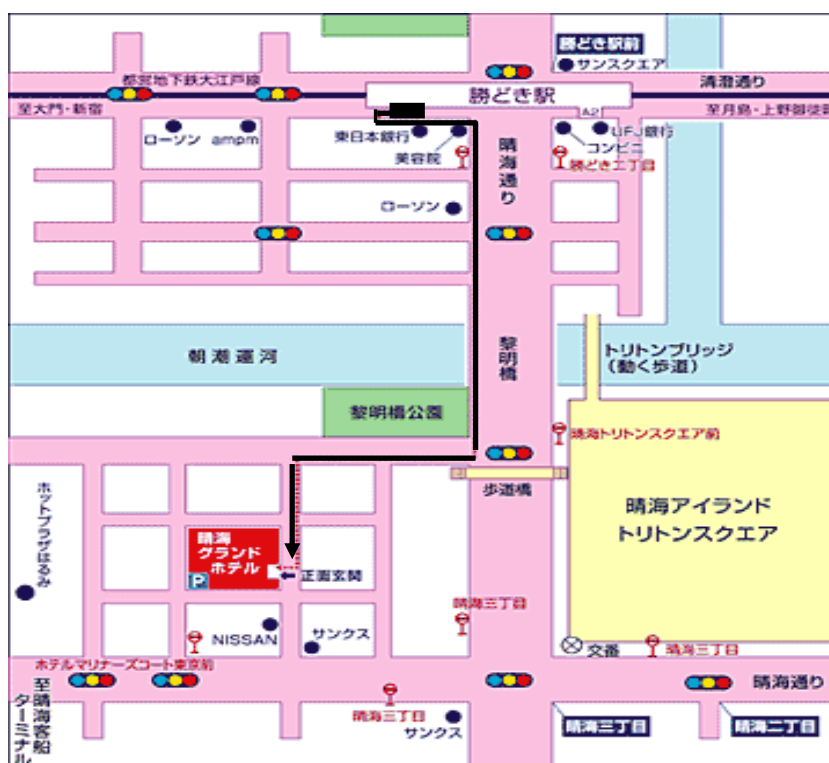 勝どき駅前
サンスクエア
都営地下鉄大江戸線
清澄通り
勝どき駅
至大門・新宿
A2
至月島・上野御徒町
ローソン
ampm
東日本銀行
美容院
UFJ銀行
コンビニ
勝どき二丁目
晴海通り
ローソン
朝潮運河
黎明橋
トリトンブリッジ
（動く歩道）
黎明橋公園
晴海トリトンスクエア前
歩道橋
晴海アイランド
トリトンスクエア
ホットプラザはるみ
晴海
グランド
ホテル
P
正面玄関
晴海三丁目
NISSAN
サンクス
交番
晴海三丁目
ホテルマリナーズコート東京前
晴海通り
至晴海客船
ターミナル
晴海三丁目
サンクス
晴海三丁目
晴海二丁目